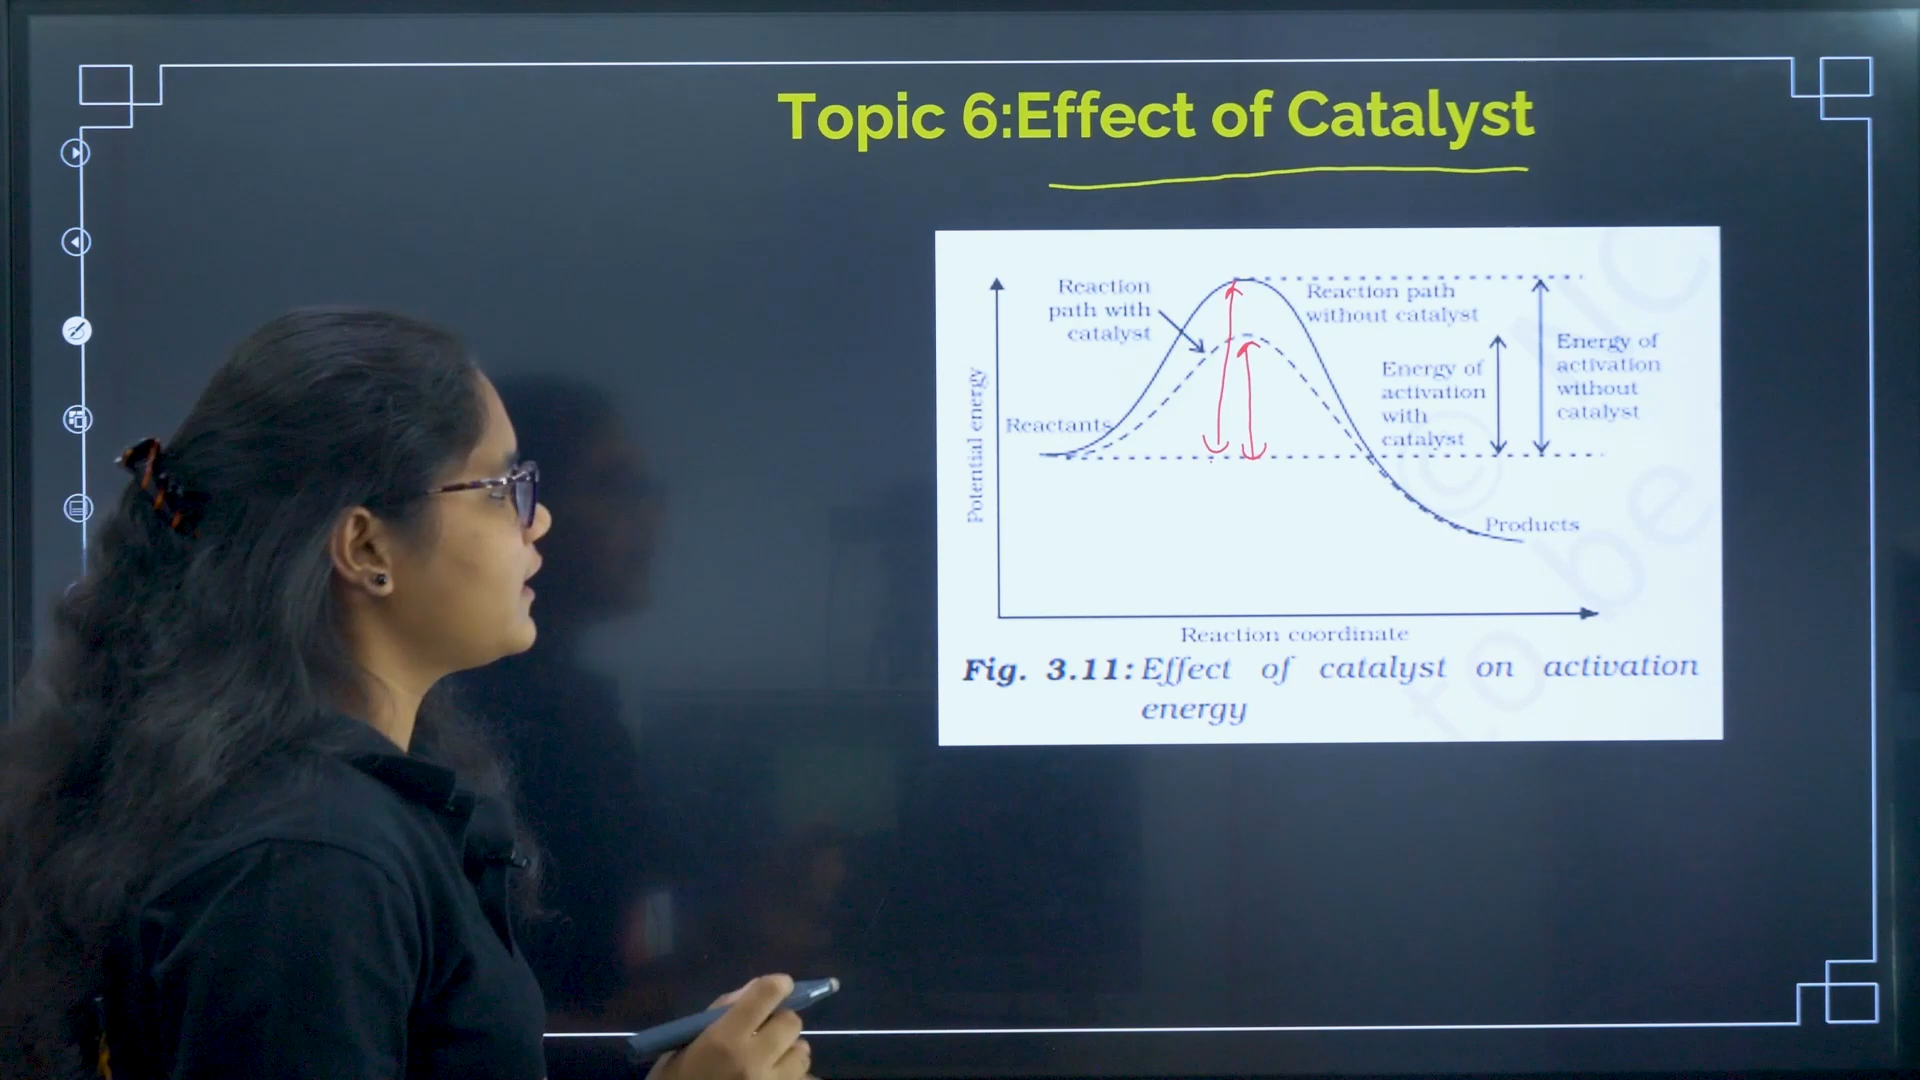 Topic 6:Effect of Catalyst
Reaction
path with
catalyst
Reaction path
without catalyst
Energy of
activation
without
catalyst
Energy of
activation
with
catalyst
Reactants
Potential energy
Products
Reaction coordinate
Fig. 3.11: Effect of catalyst on activation
energy
to be